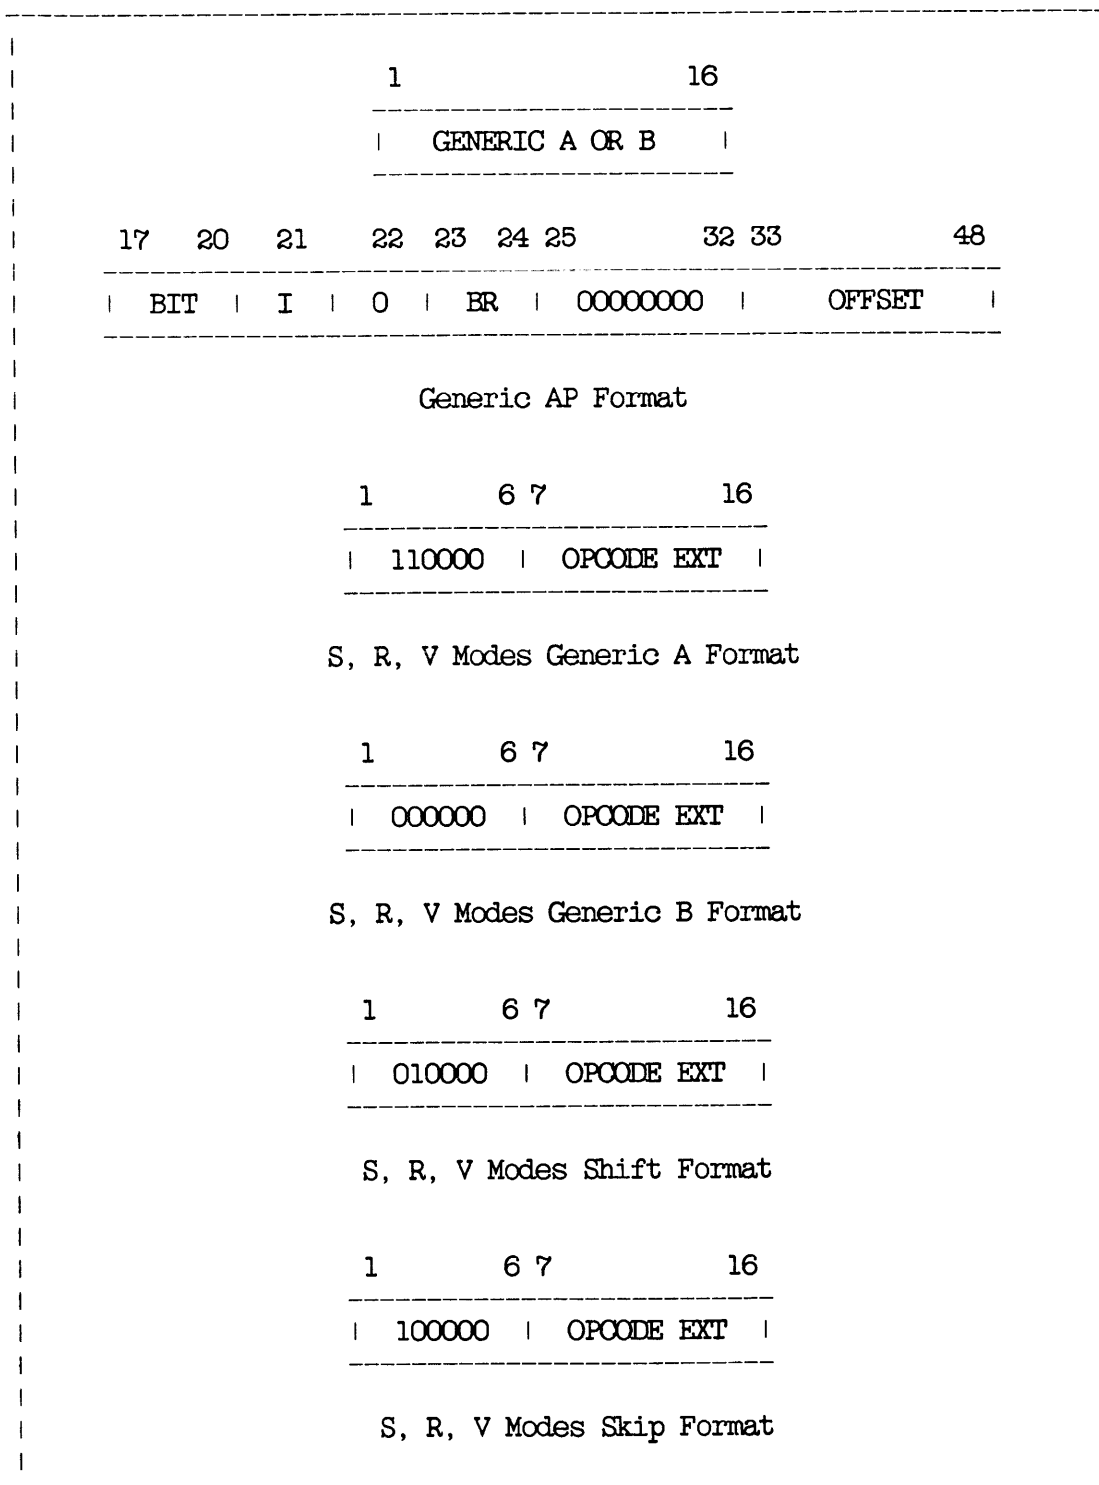 1 16
GENERIC A OR B
17 20 21 22 23 24 25 32 33 48
BIT I 0 BR 00000000 OFFSET
Generic AP Format
1 6 7 16
110000 OPCODE EXT
S, R, V Modes Generic A Format
1 6 7 16
000000 OPCODE EXT
S, R, V Modes Generic B Format
1 6 7 16
010000 OPCODE EXT
S, R, V Modes Shift Format
1 6 7 16
100000 OPCODE EXT
S, R, V Modes Skip Format